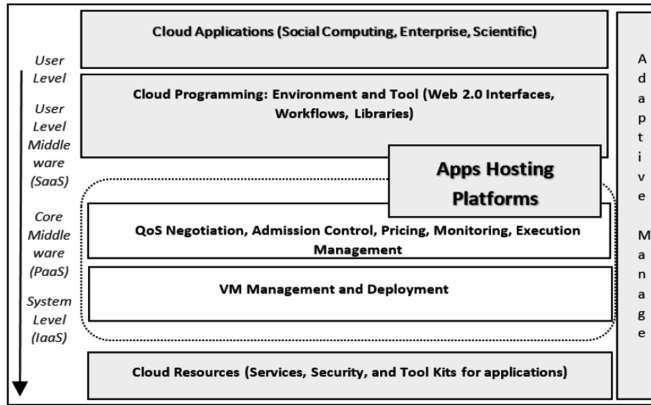 Cloud Applications (Social Computing, Enterprise, Scientific)
User
Level
Cloud Programming: Environment and Tool (Web 2.0 Interfaces,
Workflows, Libraries)
User
Level
Middle
ware
(SaaS)
Apps Hosting
Platforms
Core
Middle
ware
(PaaS)
QoS Negotiation, Admission Control, Pricing, Monitoring, Execution
Management
VM Management and Deployment
System
Level
(IaaS)
Cloud Resources (Services, Security, and Tool Kits for applications)
Adaptive Manage